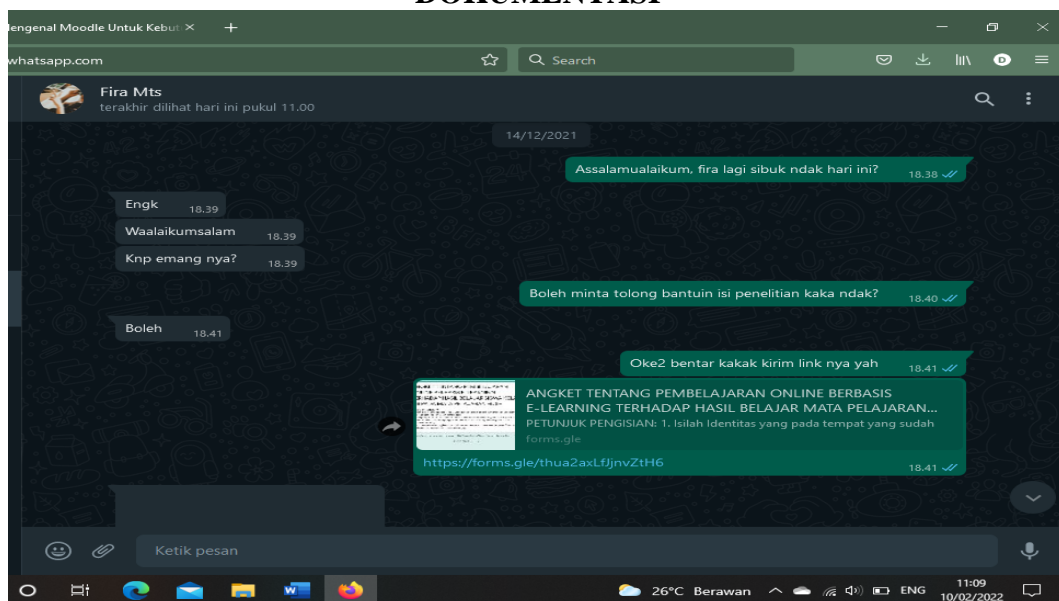 DOKUMENTASI
Mengenal Moodle Untuk Kebut
whatsapp.com
Search
D
Fira Mts
terakhir dilihat hari ini pukul 11.00
14/12/2021
Assalamualaikum, fira lagi sibuk ndak hari ini? 18.38
Engk 18.39
Waalaikumsalam 18.39
Knp emang nya? 18.39
Boleh minta tolong bantuin isi penelitian kaka ndak? 18.40
Boleh 18.41
Oke2 bentar kakak kirim link nya yah 18.41
ANGKET TENTANG PEMBELAJARAN ONLINE BERBASIS
E-LEARNING TERHADAP HASIL BELAJAR MATA PELAJARAN...
PETUNJUK PENGISIAN: 1. Isilah Identitas yang pada tempat yang sudah
forms.gle
https://forms.gle/thua2axLfJjnvZtH6 18.41
Ketik pesan
26°C Berawan ENG 11:09
10/02/2022